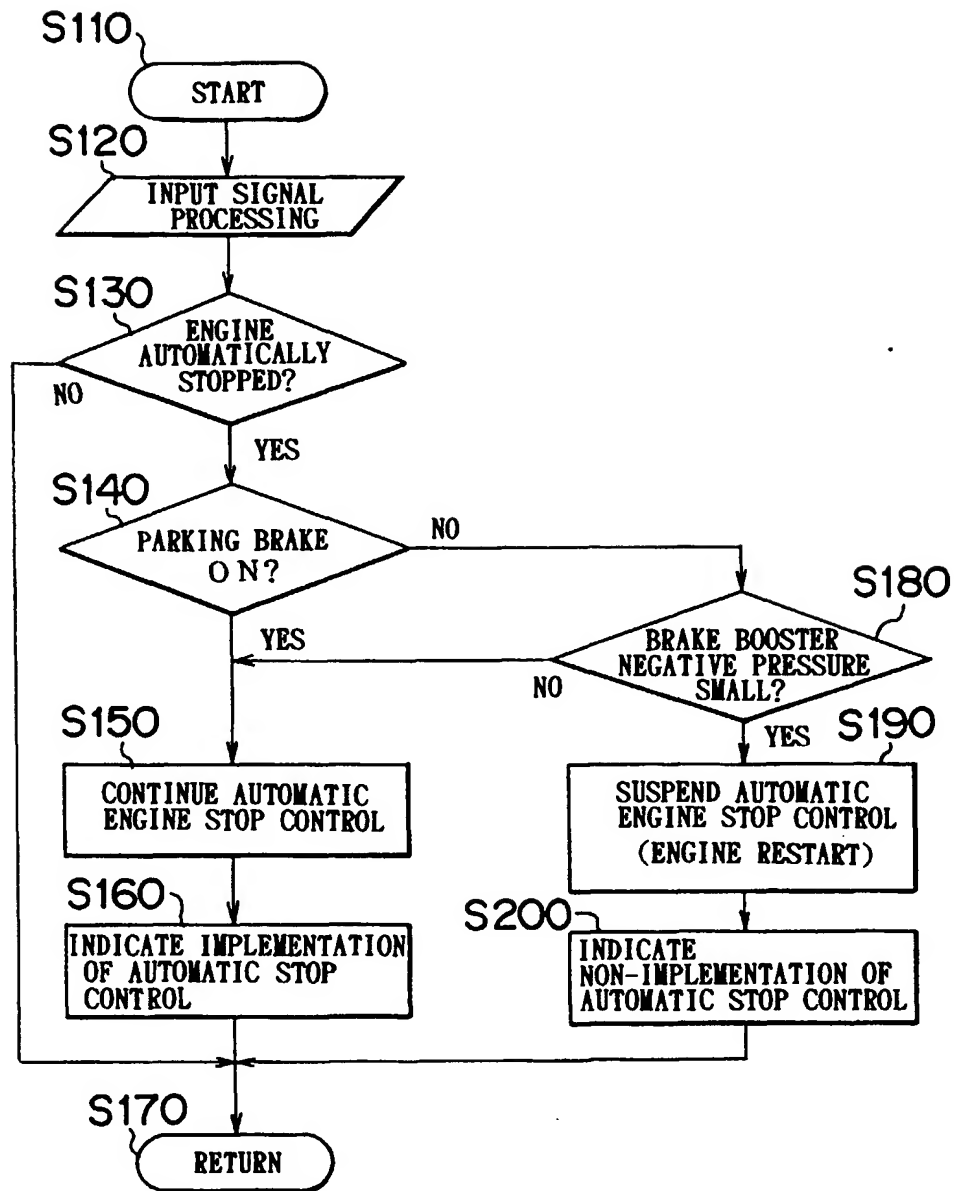 S110
START
S120
INPUT SIGNAL
PROCESSING
S130
ENGINE
AUTOMATICALLY
STOPPED?
NO
YES
S140
PARKING BRAKE
ON?
NO
YES
S180
BRAKE BOOSTER
NEGATIVE PRESSURE
SMALL?
NO
YES
S150
CONTINUE AUTOMATIC
ENGINE STOP CONTROL
S190
SUSPEND AUTOMATIC
ENGINE STOP CONTROL
(ENGINE RESTART)
S160
INDICATE IMPLEMENTATION
OF AUTOMATIC STOP
CONTROL
S200
INDICATE
NON-IMPLEMENTATION OF
AUTOMATIC STOP CONTROL
S170
RETURN